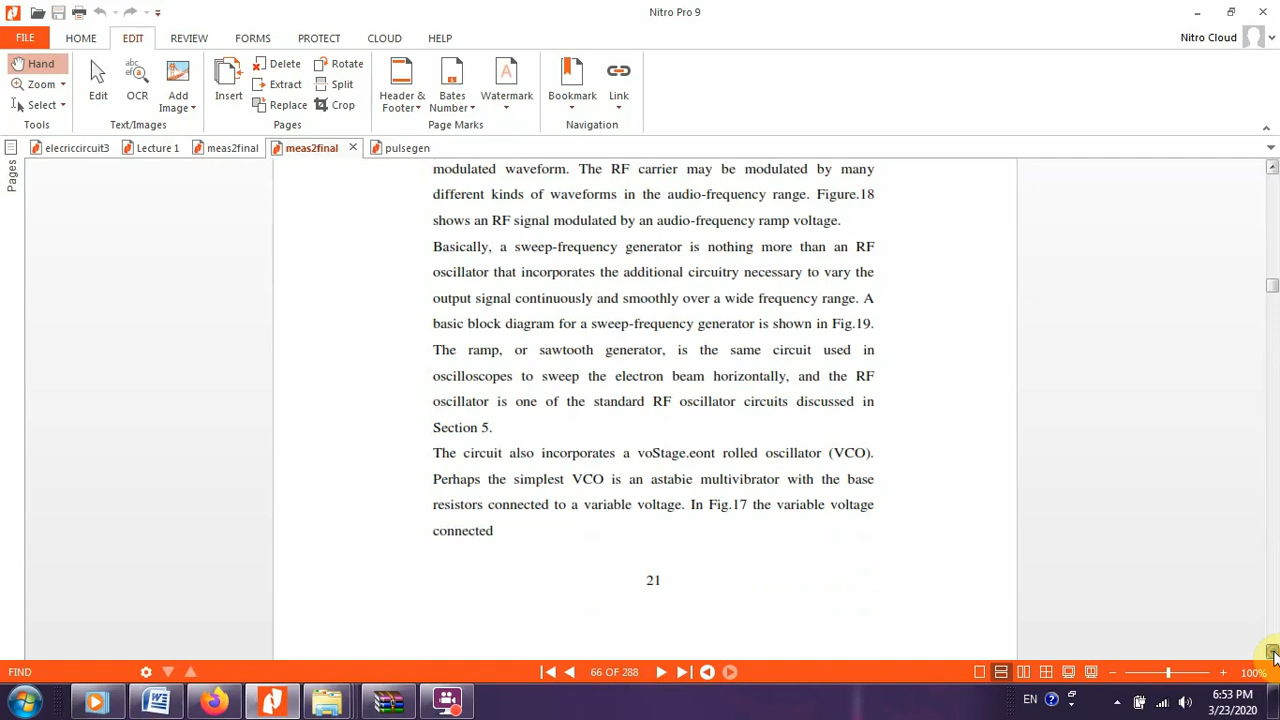 Nitro Pro 9
FILE HOME EDIT REVIEW FORMS PROTECT CLOUD HELP Nitro Cloud
Hand
Zoom
Select
Tools
Edit
abc
eaj
OCR
Add
Image
Text/Images
Insert
Delete
Extract
Replace
Rotate
Split
Crop
Pages
Header &
Footer
Bates
Number
Watermark
Page Marks
Bookmark
Link
Navigation
elecriccircuit3 Lecture 1 meas2final meas2final pulsegen
Pages
modulated waveform. The RF carrier may be modulated by many
different kinds of waveforms in the audio-frequency range. Figure.18
shows an RF signal modulated by an audio-frequency ramp voltage.
Basically, a sweep-frequency generator is nothing more than an RF
oscillator that incorporates the additional circuitry necessary to vary the
output signal continuously and smoothly over a wide frequency range. A
basic block diagram for a sweep-frequency generator is shown in Fig.19.
The ramp, or sawtooth generator, is the same circuit used in
oscilloscopes to sweep the electron beam horizontally, and the RF
oscillator is one of the standard RF oscillator circuits discussed in
Section 5.
The circuit also incorporates a voStage.eont rolled oscillator (VCO).
Perhaps the simplest VCO is an astabie multivibrator with the base
resistors connected to a variable voltage. In Fig.17 the variable voltage
connected
21
FIND 66 OF 288 100%
EN 6:53 PM
3/23/2020